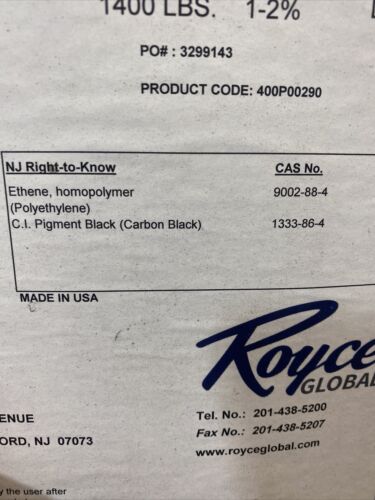 1400 LBS. 1-2%
PO# : 3299143
PRODUCT CODE: 400P00290
NJ Right-to-Know CAS No.
Ethene, homopolymer 9002-88-4
(Polyethylene)
C.I. Pigment Black (Carbon Black) 1333-86-4
MADE IN USA
Royce
GLOBAL
ENUE
Tel. No.: 201-438-5200
ORD, NJ 07073
Fax No.: 201-438-5207
www.royceglobal.com
y the user after